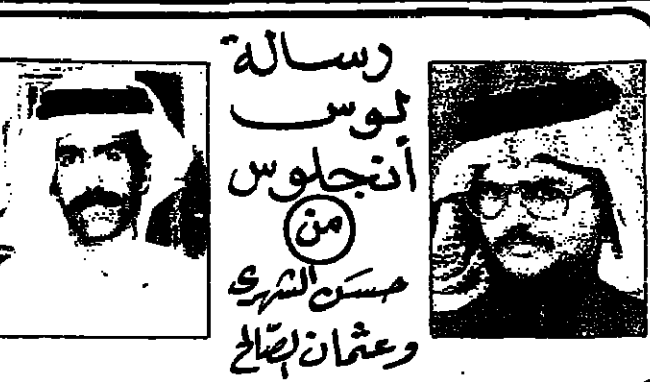 رسالة
لوس
أنجلوس
من
حسن الشهري
وعثمان الصالح